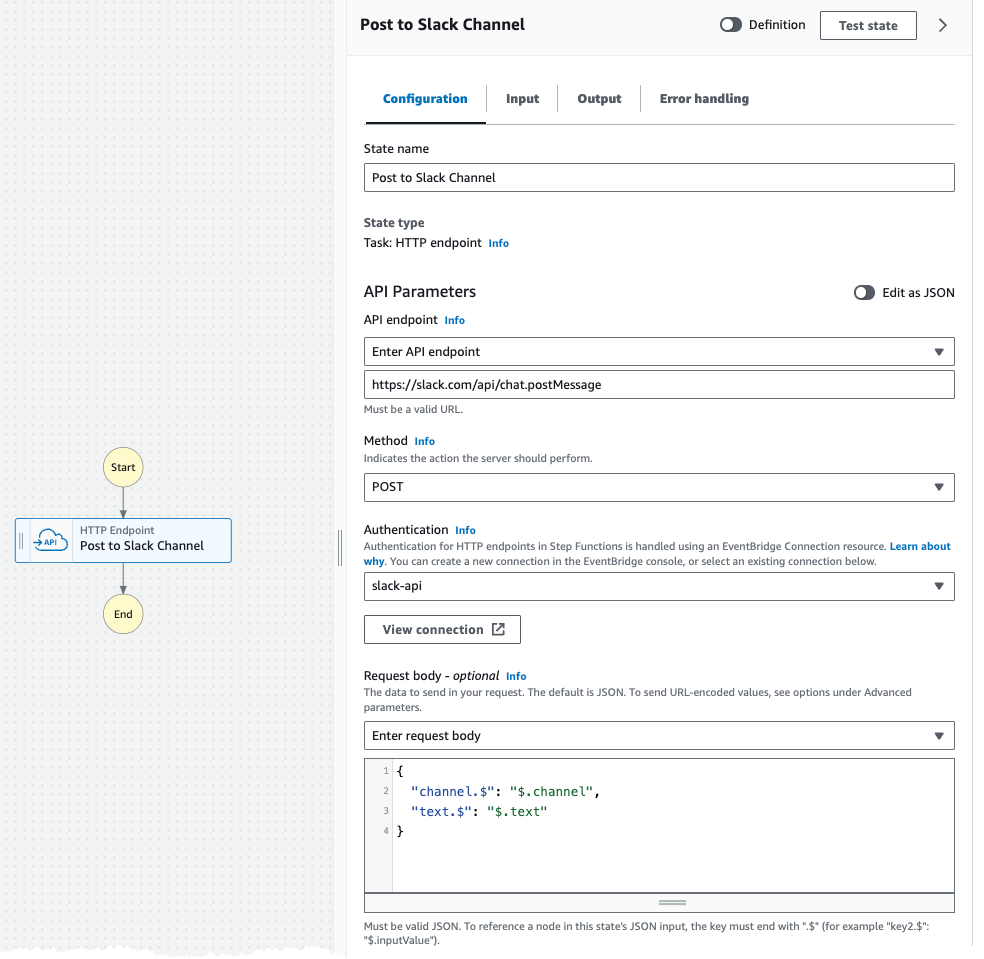 Post to Slack Channel
Definition
Test state
Configuration
Input
Output
Error handling
State name
Post to Slack Channel
State type
Task: HTTP endpoint Info
API Parameters
Edit as JSON
API endpoint Info
Enter API endpoint
https://slack.com/api/chat.postMessage
Must be a valid URL.
Method Info
Indicates the action the server should perform.
POST
Authentication Info
Authentication for HTTP endpoints in Step Functions is handled using an EventBridge Connection resource. Learn about
why. You can create a new connection in the EventBridge console, or select an existing connection below.
slack-api
View connection
Request body - optional Info
The data to send in your request. The default is JSON. To send URL-encoded values, see options under Advanced
parameters.
Enter request body
1 {
2 "channel.$": "$.channel",
3 "text.$": "$.text"
4 }
Must be valid JSON. To reference a node in this state's JSON input, the key must end with ".$" (for example "key2.$":
"$.inputValue").
Start
HTTP Endpoint
API
Post to Slack Channel
End